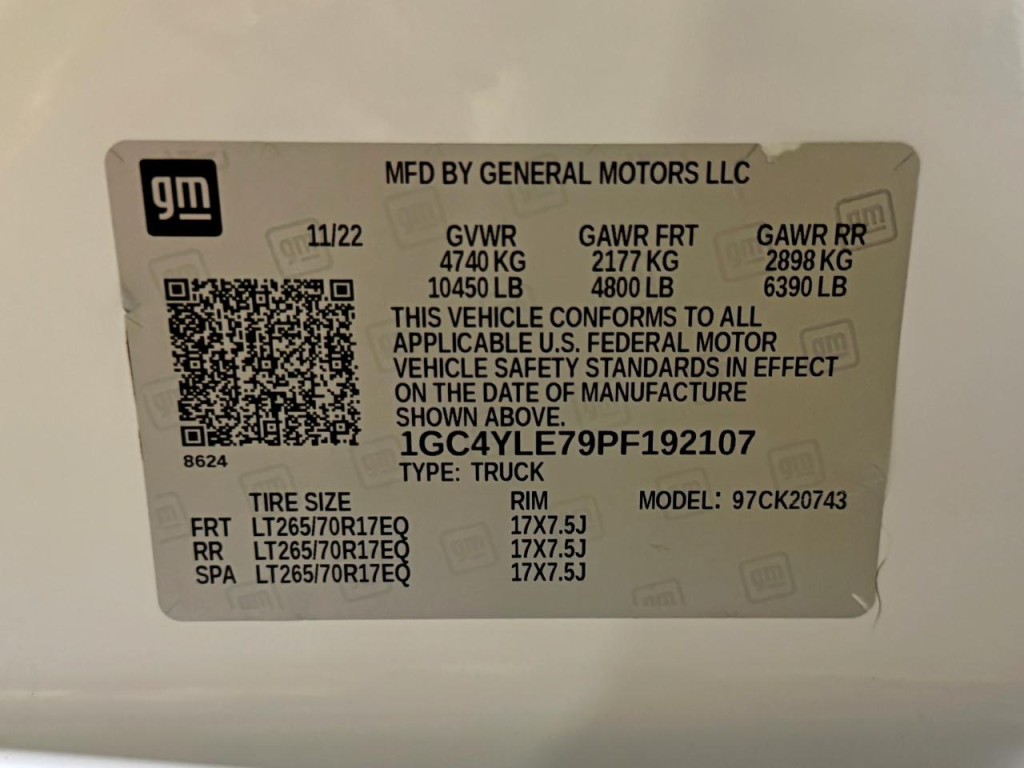 gm
MFD BY GENERAL MOTORS LLC
11/22 GVWR GAWR FRT GAWR RR
4740 KG 2177 KG 2898 KG
10450 LB 4800 LB 6390 LB
THIS VEHICLE CONFORMS TO ALL
APPLICABLE U.S. FEDERAL MOTOR
VEHICLE SAFETY STANDARDS IN EFFECT
ON THE DATE OF MANUFACTURE
SHOWN ABOVE.
1GC4YLE79PF192107
8624
TYPE: TRUCK
TIRE SIZE RIM MODEL: 97CK20743
FRT LT265/70R17EQ 17X7.5J
RR LT265/70R17EQ 17X7.5J
SPA LT265/70R17EQ 17X7.5J